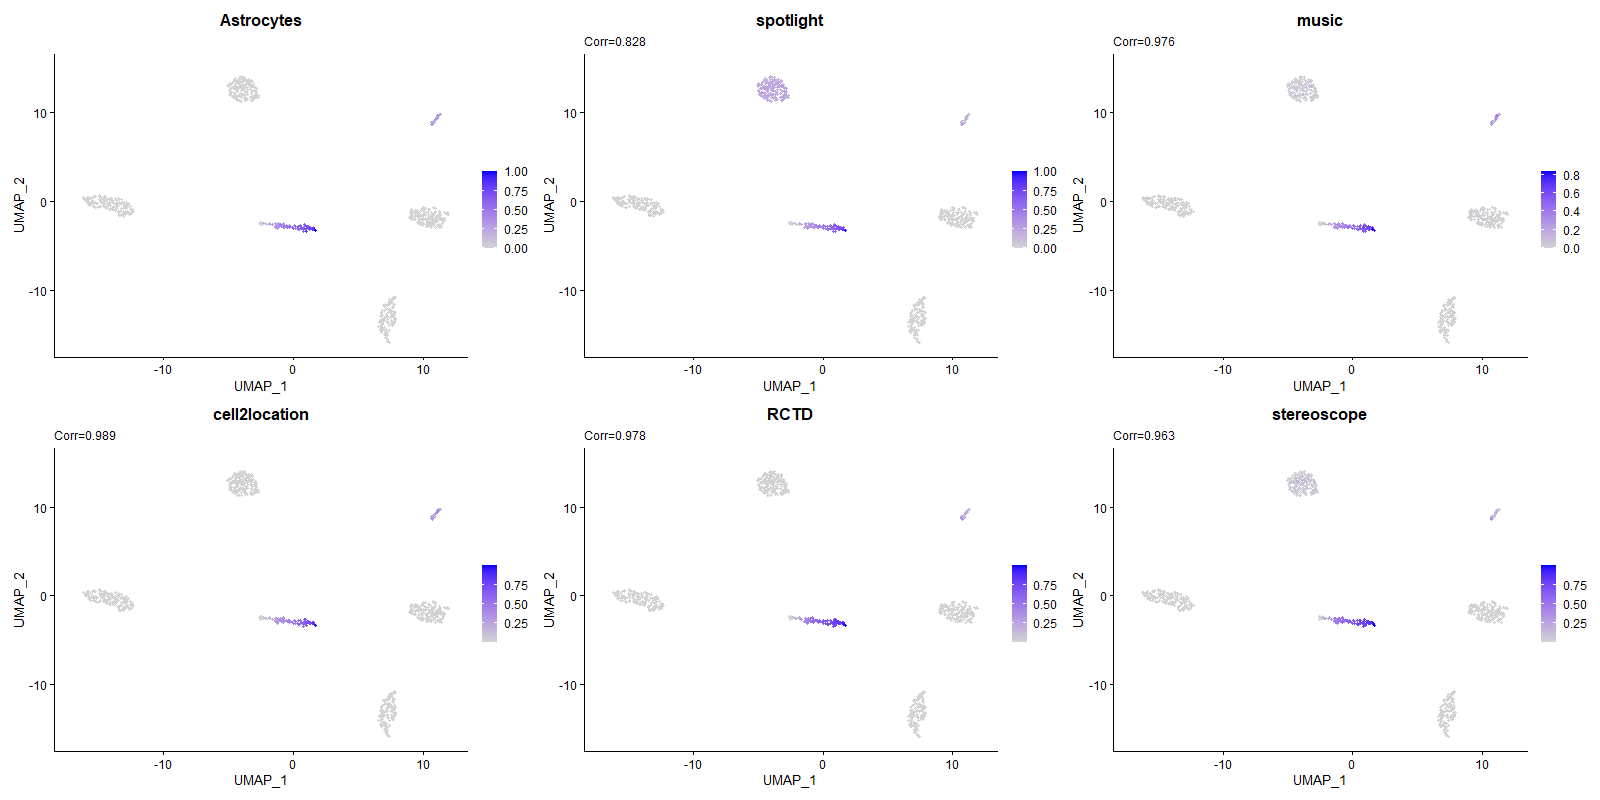 Astrocytes
10
0
-10
UMAP_2
-10
0
10
UMAP_1
1.00
0.75
0.50
0.25
0.00
spotlight
Corr=0.828
10
0
-10
UMAP_2
-10
0
10
UMAP_1
1.00
0.75
0.50
0.25
0.00
music
Corr=0.976
10
0
-10
UMAP_2
-10
0
10
UMAP_1
0.8
0.6
0.4
0.2
0.0
cell2location
Corr=0.989
10
0
-10
UMAP_2
-10
0
10
UMAP_1
0.75
0.50
0.25
RCTD
Corr=0.978
10
0
-10
UMAP_2
-10
0
10
UMAP_1
0.75
0.50
0.25
stereoscope
Corr=0.963
10
0
-10
UMAP_2
-10
0
10
UMAP_1
0.75
0.50
0.25